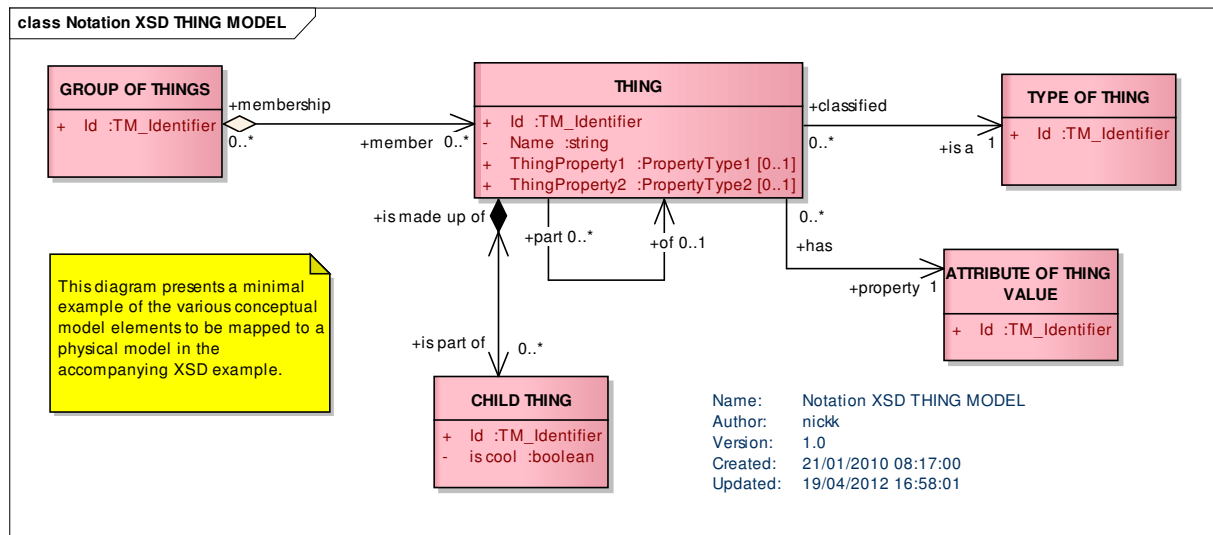 class Notation XSD THING MODEL
GROUP OF THINGS
+ Id :TM_Identifier
+membership
0..*
+member 0..*
THING
+ Id :TM_Identifier
- Name :string
+ ThingProperty1 :PropertyType1 [0..1]
+ ThingProperty2 :PropertyType2 [0..1]
+classified
0..*
+is a 1
TYPE OF THING
+ Id :TM_Identifier
+is made up of
+part 0..*
+of 0..1
0..*
+has
+property 1
ATTRIBUTE OF THING
VALUE
+ Id :TM_Identifier
This diagram presents a minimal
example of the various conceptual
model elements to be mapped to a
physical model in the
accompanying XSD example.
+is part of 0..*
CHILD THING
+ Id :TM_Identifier
- is cool :boolean
Name: Notation XSD THING MODEL
Author: nickk
Version: 1.0
Created: 21/01/2010 08:17:00
Updated: 19/04/2012 16:58:01